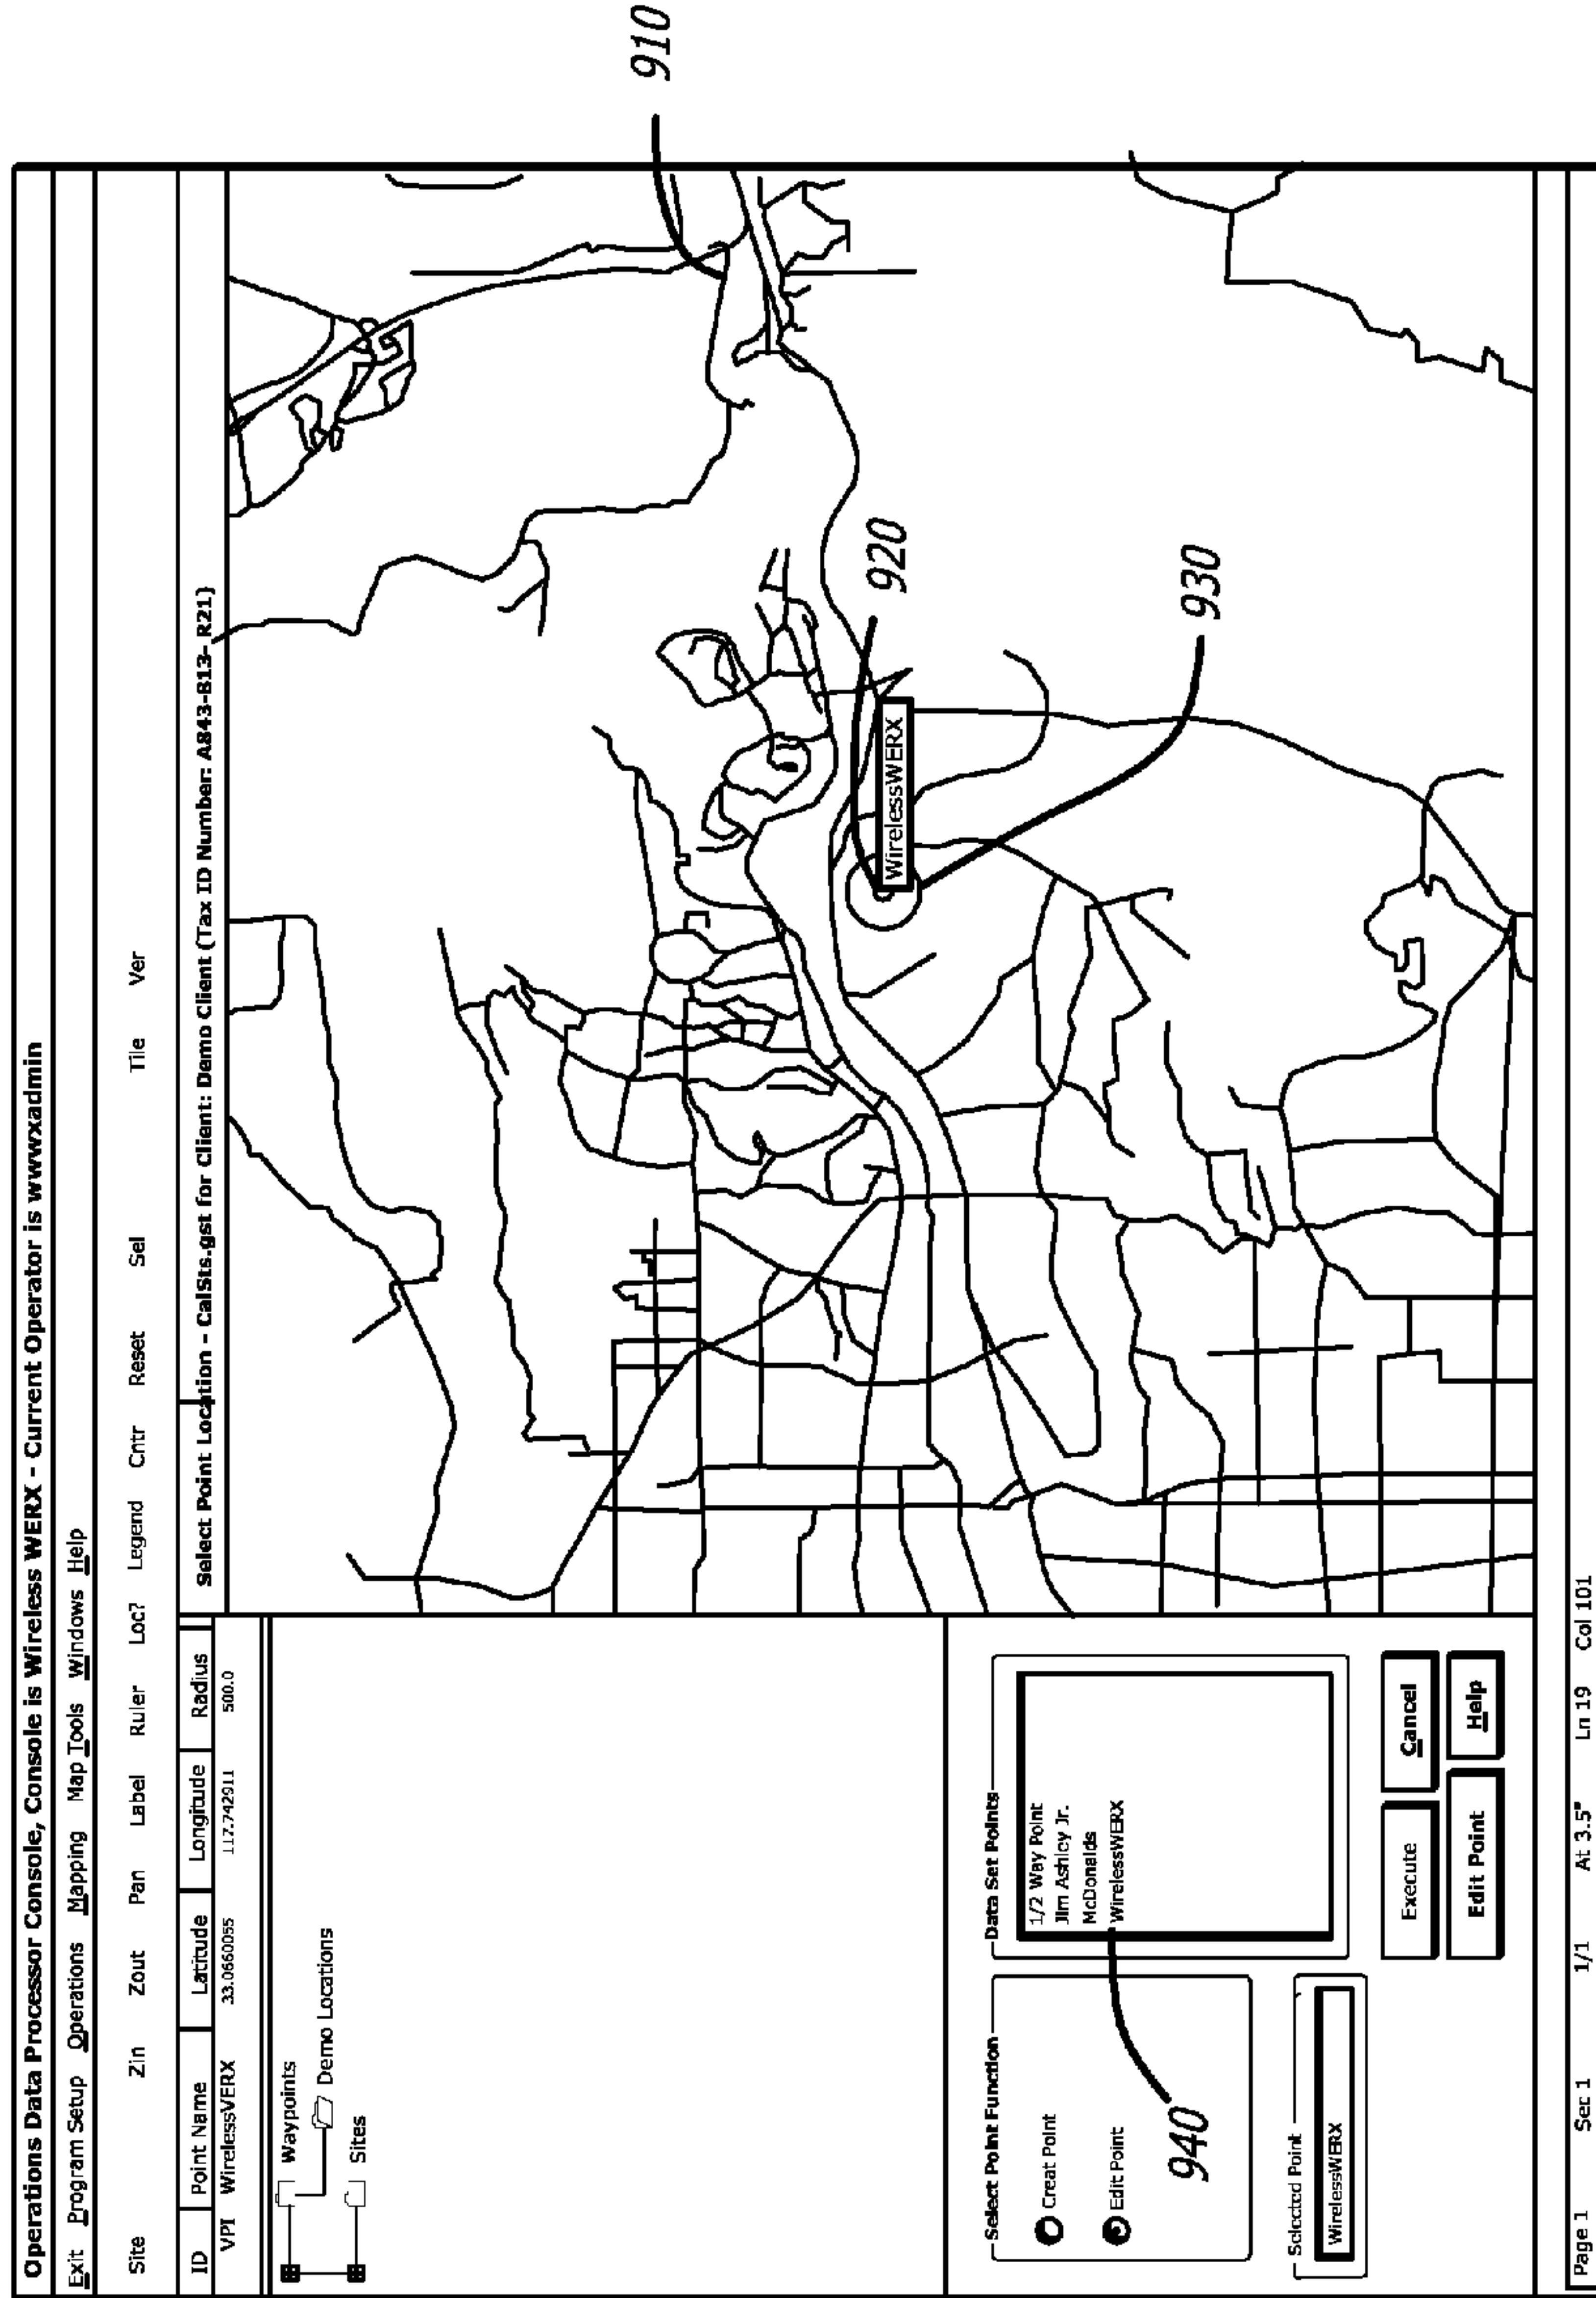 Operations Data Processor Console, Console is Wireless WERX - Current Operator is wwwxadmin
Exit Program Setup Operations Mapping Map Tools Windows Help
Site Zin Zout Pan Label Ruler Loc? Legend Cntr Reset Sel Tile Ver
ID Point Name Latitude Longitude Radius
VPI WirelessVERX 33.0660055 117.742911 500.0
Select Point Location - CalSts.gst for Client: Demo Client (Tax ID Number: A843-B13- R21)
Waypoints
Demo Locations
Sites
910
920
WirelessWERX
930
Select Point Function
Creat Point
Edit Point
940
Data Set Points
1/2 Way Point
Jim Ashley Jr.
McDonalds
WirelessWERX
Selected Point
WirelessWERX
Execute Cancel
Edit Point Help
Page 1 Sec 1 1/1 At 3.5" Ln 19 Col 101